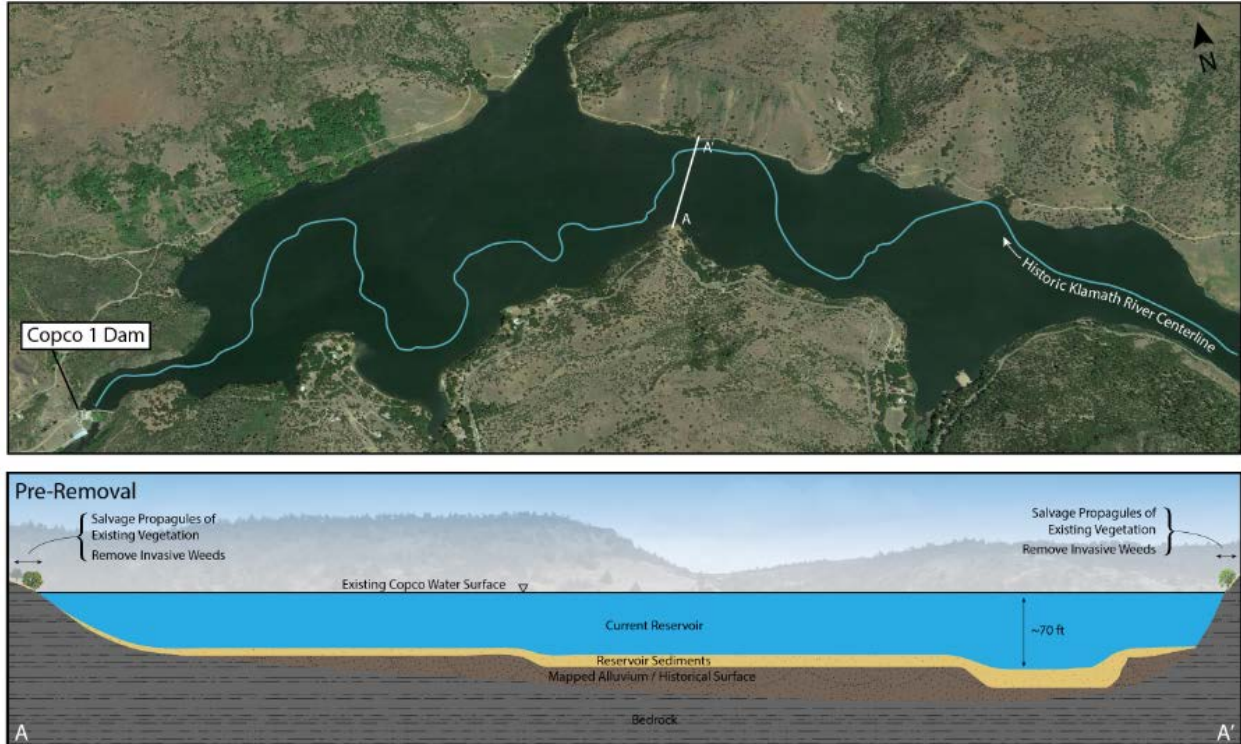 N
A'
A
Historic Klamath River Centerline
Copco 1 Dam
Pre-Removal
Salvage Propagules of
Existing Vegetation
Remove Invasive Weeds
Salvage Propagules of
Existing Vegetation
Remove Invasive Weeds
Existing Copco Water Surface
Current Reservoir
~70 ft
Reservoir Sediments
Mapped Alluvium / Historical Surface
Bedrock
A
A'